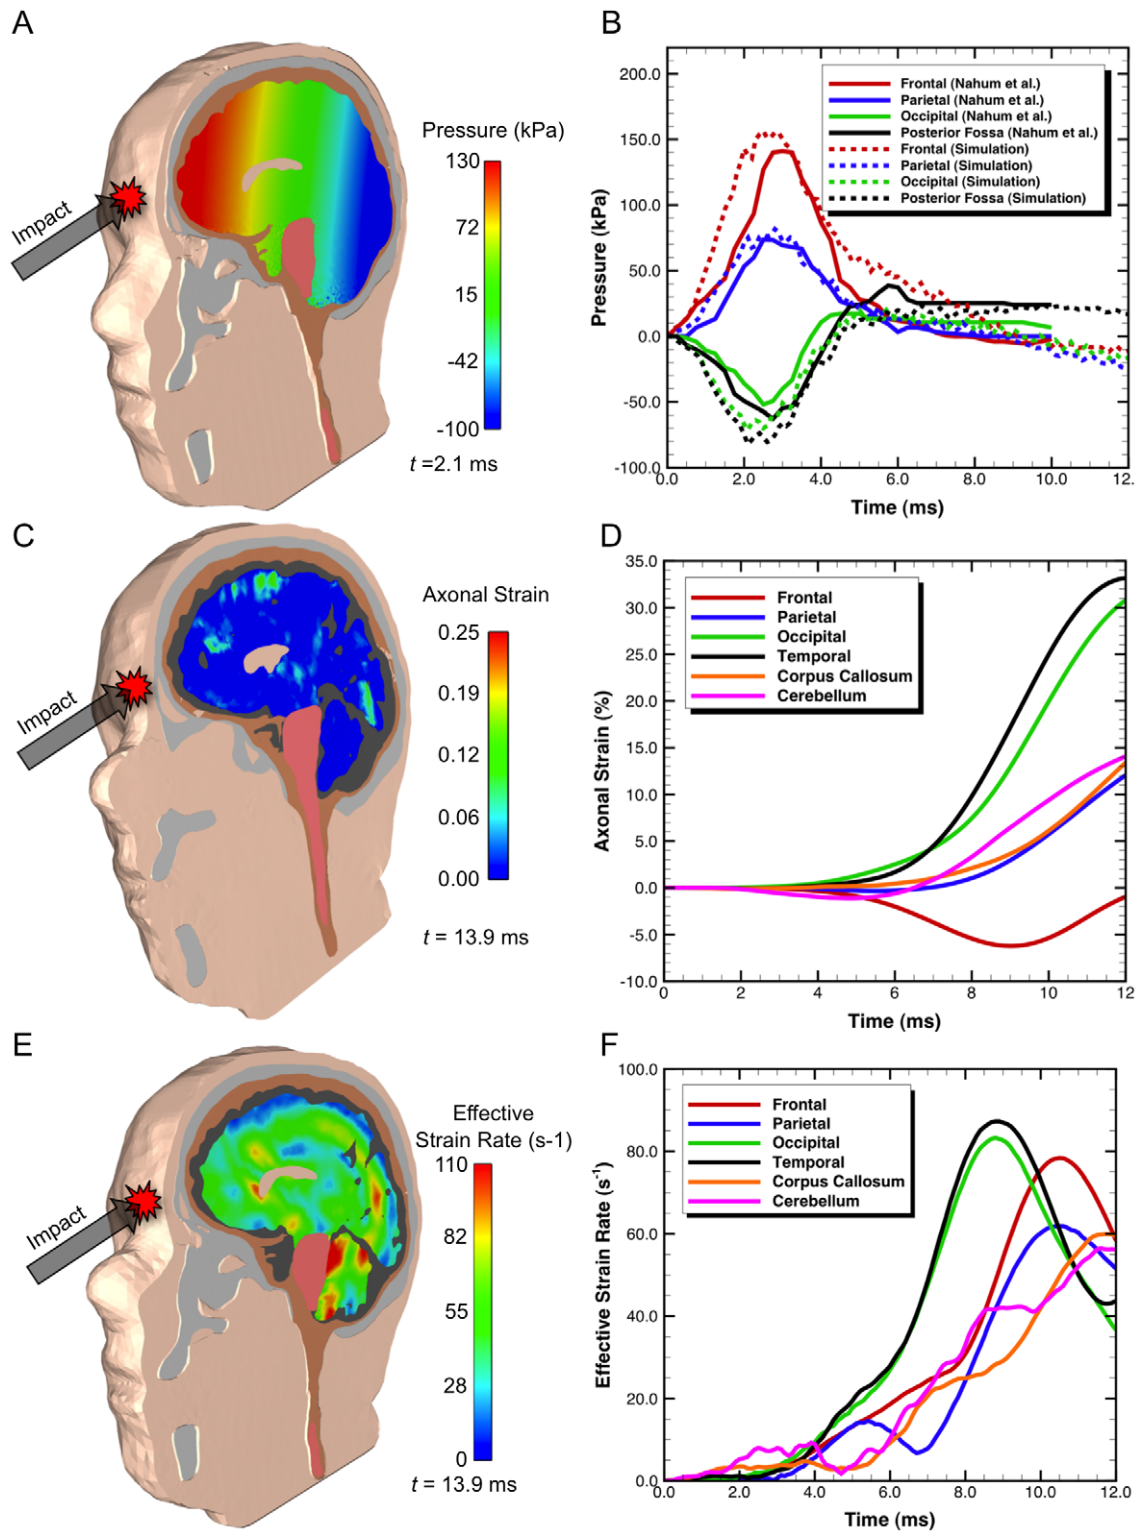 A
Impact
Pressure (kPa)
130
72
15
-42
-100
t =2.1 ms
B
200.0
150.0
100.0
50.0
0.0
-50.0
-100.0
Pressure (kPa)
Frontal (Nahum et al.)
Parietal (Nahum et al.)
Occipital (Nahum et al.)
Posterior Fossa (Nahum et al.)
Frontal (Simulation)
Parietal (Simulation)
Occipital (Simulation)
Posterior Fossa (Simulation)
0.0 2.0 4.0 6.0 8.0 10.0 12.
Time (ms)
C
Impact
Axonal Strain
0.25
0.19
0.12
0.06
0.00
t = 13.9 ms
D
35.0
30.0
25.0
20.0
15.0
10.0
5.0
0.0
-5.0
-10.0
Axonal Strain (%)
Frontal
Parietal
Occipital
Temporal
Corpus Callosum
Cerebellum
0 2 4 6 8 10 12
Time (ms)
E
Impact
Effective
Strain Rate (s-1)
110
82
55
28
0
t = 13.9 ms
F
100.0
80.0
60.0
40.0
20.0
0.0
Effective Strain Rate (s⁻¹)
Frontal
Parietal
Occipital
Temporal
Corpus Callosum
Cerebellum
0.0 2.0 4.0 6.0 8.0 10.0 12.0
Time (ms)